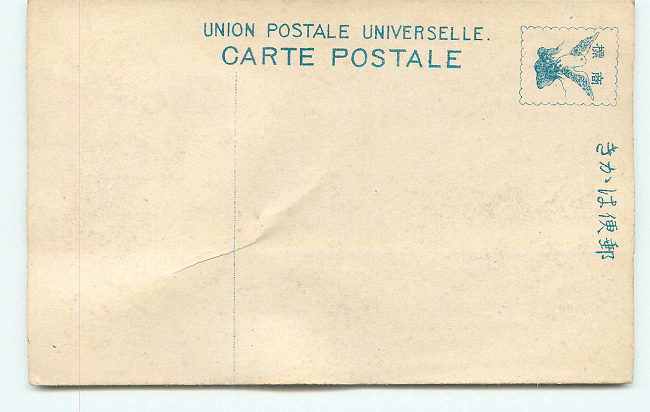 UNION POSTALE UNIVERSELLE.
CARTE POSTALE
標商
きかは便郵